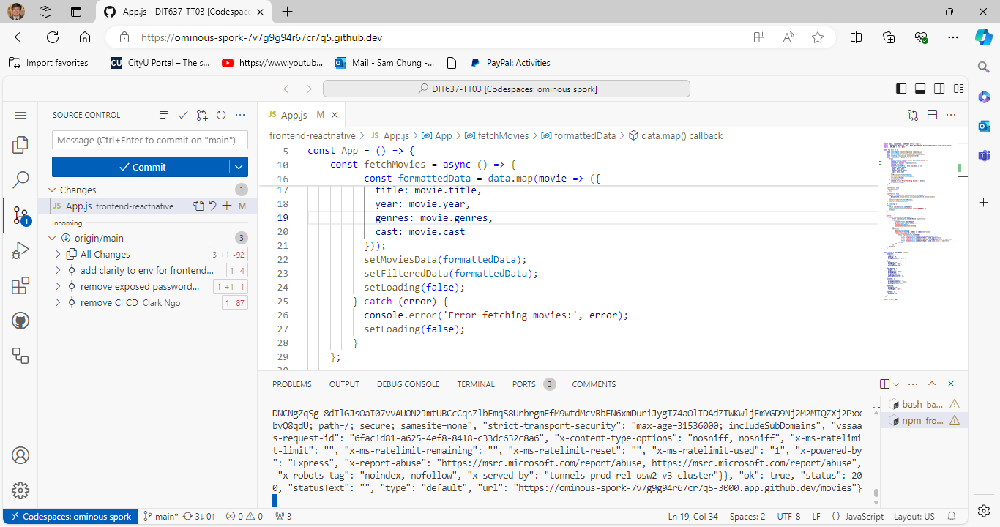 App.js - DIT637-TT03 [Codespace
https://ominous-spork-7v7g9g94r67cr7q5.github.dev
Import favorites
CU CityU Portal – The s...
https://www.youtub...
Mail - Sam Chung -...
PayPal: Activities
DIT637-TT03 [Codespaces: ominous spork]
SOURCE CONTROL
Message (Ctrl+Enter to commit on "main")
Commit
Changes 1
JS App.js frontend-reactnative M
Incoming
origin/main 3
All Changes 3 +1 -92
add clarity to env for frontend... 1 -4
remove exposed password... 1 +1 -1
remove CI CD Clark Ngo 1 -87
1
JS App.js M
frontend-reactnative > JS App.js > App > fetchMovies > formattedData > data.map() callback
5 const App = () => {
10 const fetchMovies = async () => {
16 const formattedData = data.map(movie => ({
17 title: movie.title,
18 year: movie.year,
19 genres: movie.genres,
20 cast: movie.cast
21 }));
22 setMoviesData(formattedData);
23 setFilteredData(formattedData);
24 setLoading(false);
25 } catch (error) {
26 console.error('Error fetching movies:', error);
27 setLoading(false);
28 }
29 };
PROBLEMS OUTPUT DEBUG CONSOLE TERMINAL PORTS 3 COMMENTS
DNCNgZqSg-8dTlGJsOaI07vvAUON2JmtUBCcCqsZlbFmqS8UrbrgmEfM9wtdMcvRbEN6xmDuriJygT74aOlIDAdZTWKwljEmYGD9Nj2M2MIQZXj2Pxx
bvQ8qdU; path=/; secure; samesite=none", "strict-transport-security": "max-age=31536000; includeSubDomains", "vssaa
s-request-id": "6fac1d81-a625-4ef8-8418-c33dc632c8a6", "x-content-type-options": "nosniff, nosniff", "x-ms-ratelimi
t-limit": "", "x-ms-ratelimit-remaining": "", "x-ms-ratelimit-reset": "", "x-ms-ratelimit-used": "1", "x-powered-by
": "Express", "x-report-abuse": "https://msrc.microsoft.com/report/abuse, https://msrc.microsoft.com/report/abuse",
"x-robots-tag": "noindex, nofollow", "x-served-by": "tunnels-prod-rel-usw2-v3-cluster"}}, "ok": true, "status": 20
0, "statusText": "", "type": "default", "url": "https://ominous-spork-7v7g9g94r67cr7q5-3000.app.github.dev/movies"}
bash ba...
npm fro...
Codespaces: ominous spork
main* 3↓ 0↑
0 0
3
Ln 19, Col 34
Spaces: 2
UTF-8
LF
{ } JavaScript
Layout: US